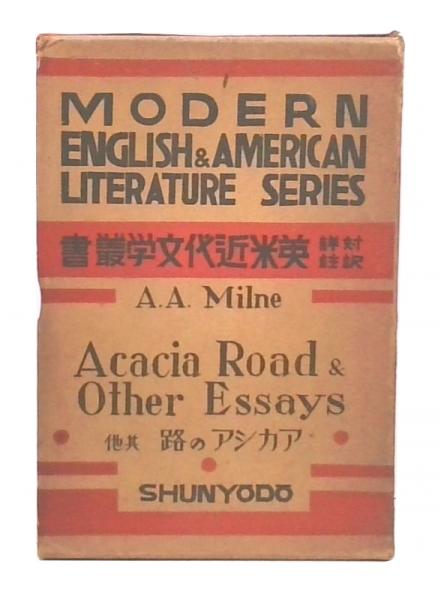 MODERN
ENGLISH & AMERICAN
LITERATURE SERIES
対訳 詳註 英米近代文学叢書
A.A. Milne
Acacia Road &
Other Essays
アカシアの路 其他
SHUNYŌDŌ